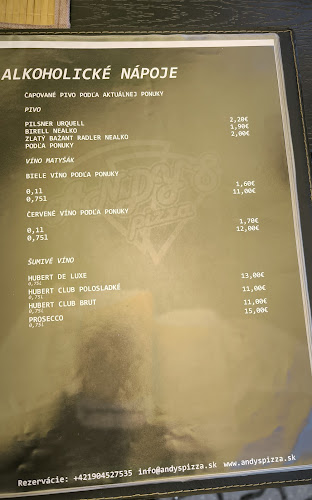 ALKOHOLICKÉ NÁPOJE
ČAPOVANÉ PIVO PODĽA AKTUÁLNEJ PONUKY
PIVO
PILSNER URQUELL 2,20€
BIRELL NEALKO 1,90€
ZLATÝ BAŽANT RADLER NEALKO 2,00€
PODĽA PONUKY
VÍNO MATYŠÁK
BIELE VÍNO PODĽA PONUKY
0,1l 1,60€
0,75l 11,00€
ČERVENÉ VÍNO PODĽA PONUKY
0,1l 1,70€
0,75l 12,00€
ŠUMIVÉ VÍNO
HUBERT DE LUXE 13,00€
0,75l
HUBERT CLUB POLOSLADKÉ 11,00€
0,75l
HUBERT CLUB BRUT 11,00€
0,75l
PROSECCO 15,00€
0,75l
Rezervácie: +421904527535 info@andyspizza.sk www.andyspizza.sk